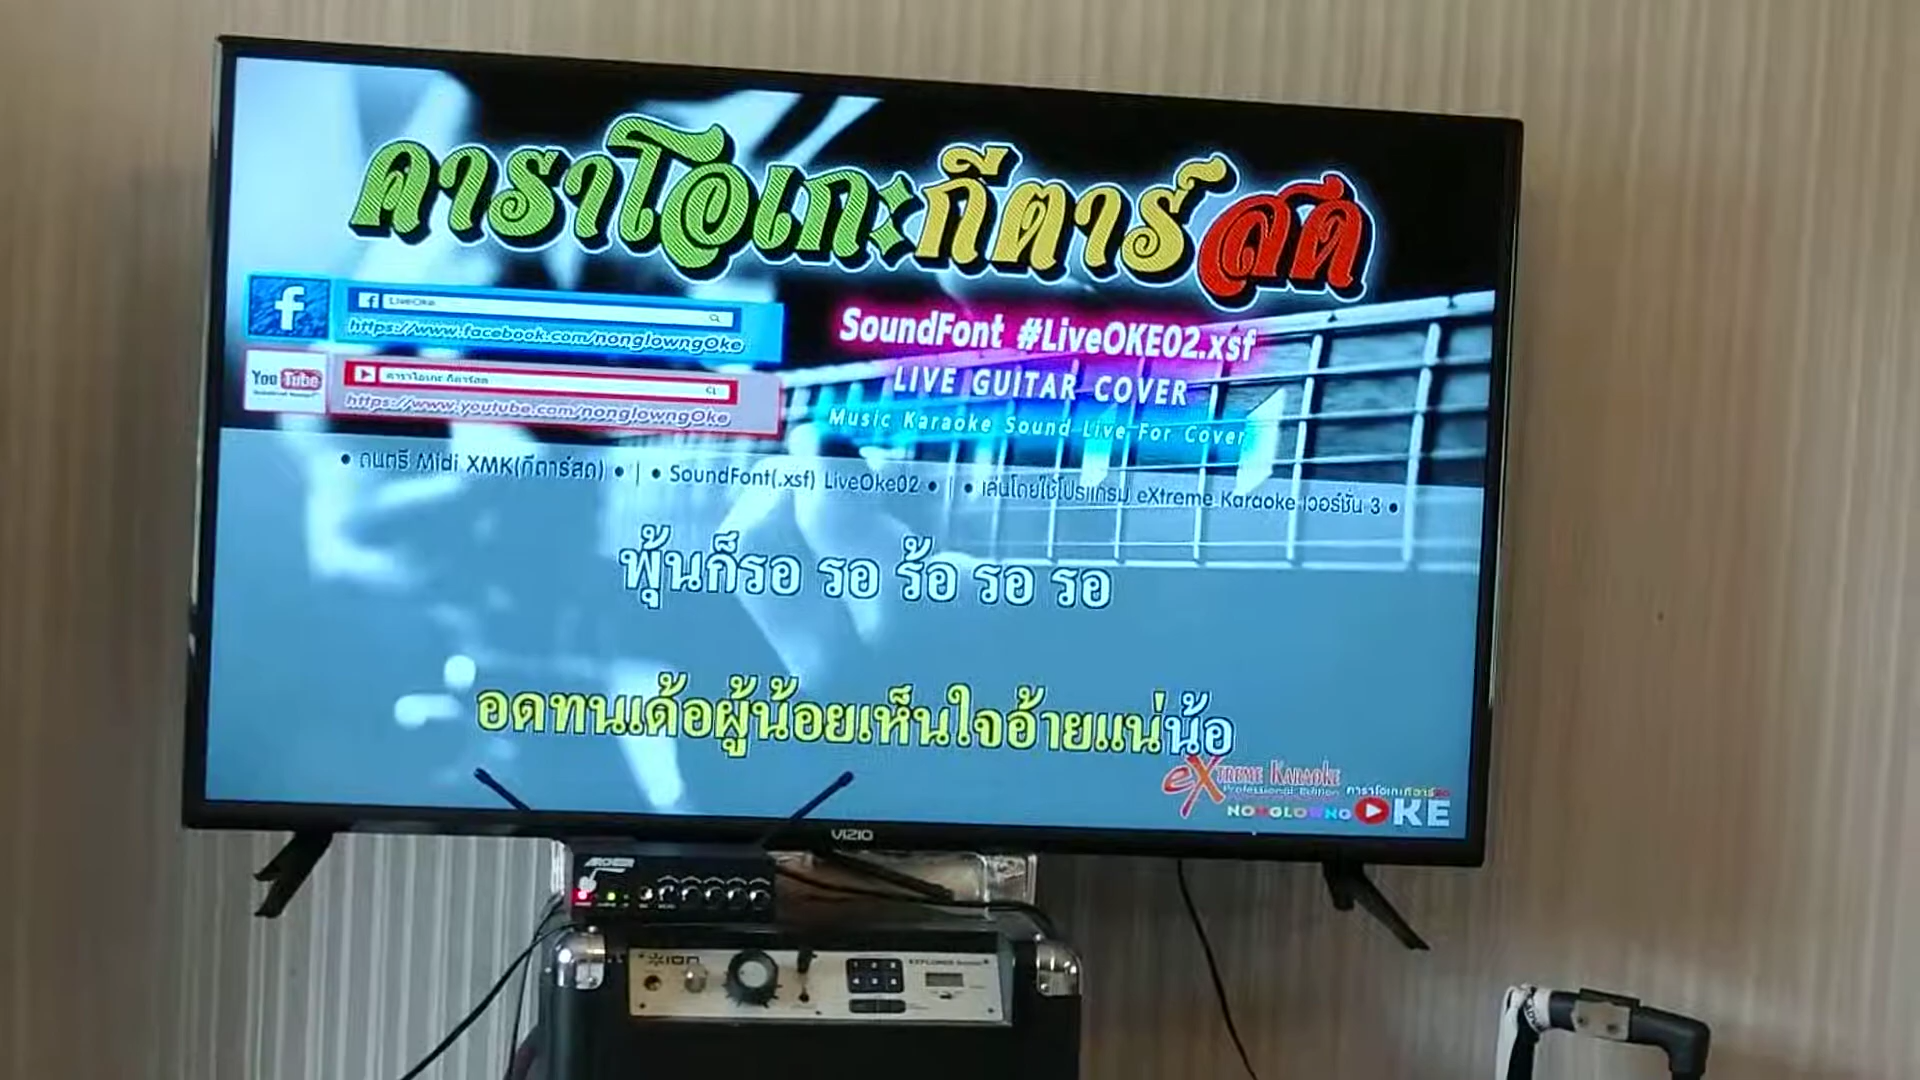 คาราโอเกะกีตาร์สด
LiveOke
https://www.facebook.com/nonglowngOke
YouTube
คาราโอเกะ กีตาร์สด
https://www.youtube.com/nonglowngOke
SoundFont #LiveOKE02.xsf
LIVE GUITAR COVER
Music Karaoke Sound Live For Cover
• ดนตรี Midi XMK(กีตาร์สด) • | • SoundFont(.xsf) LiveOke02 • | • เล่นโดยใช้โปรแกรม eXtreme Karaoke เวอร์ชั่น 3 •
พุ้นก็รอ รอ ร้อ รอ รอ
อดทนเด้อผู้น้อยเห็นใจอ้ายแน่น้อ
eXTREME KARAOKE
Professional Edition
คาราโอเกะกีตาร์สด
NONGLOWNG OKE
VIZIO
ARCHEER
ION
EXPLORER